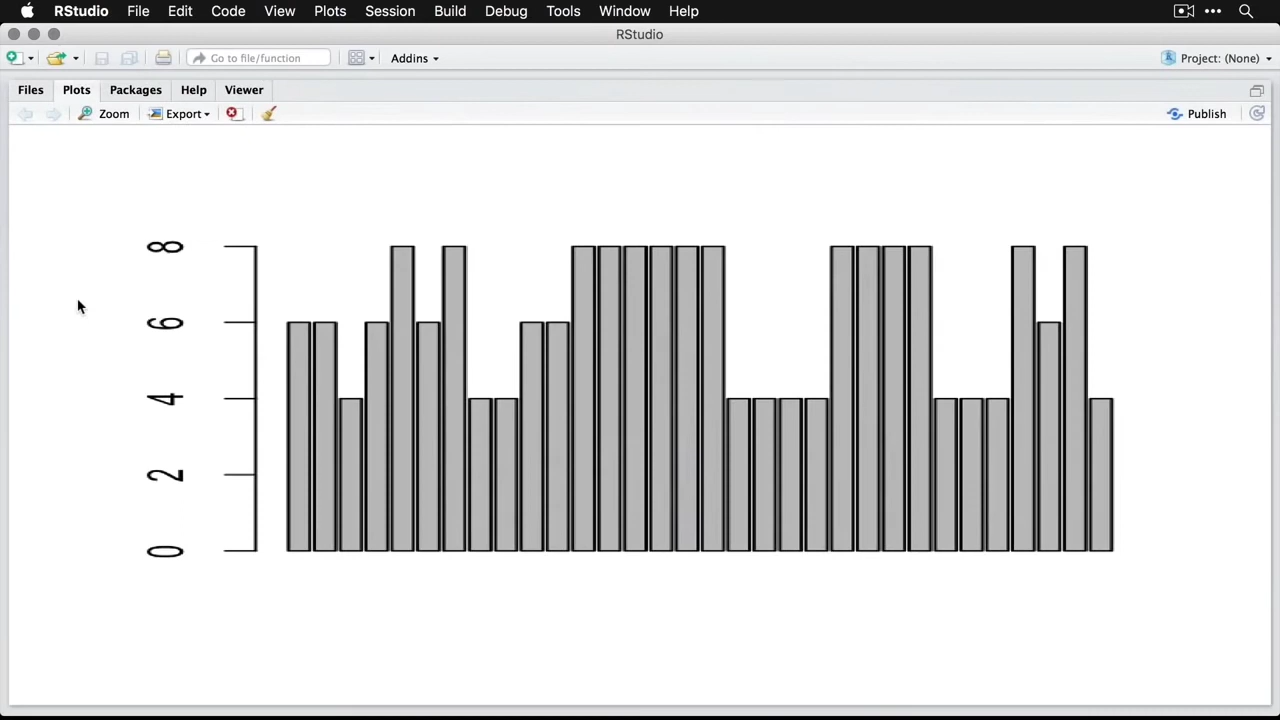 RStudio File Edit Code View Plots Session Build Debug Tools Window Help
RStudio
Go to file/function Addins Project: (None)
Files Plots Packages Help Viewer
Zoom Export Publish
8
6
4
2
0